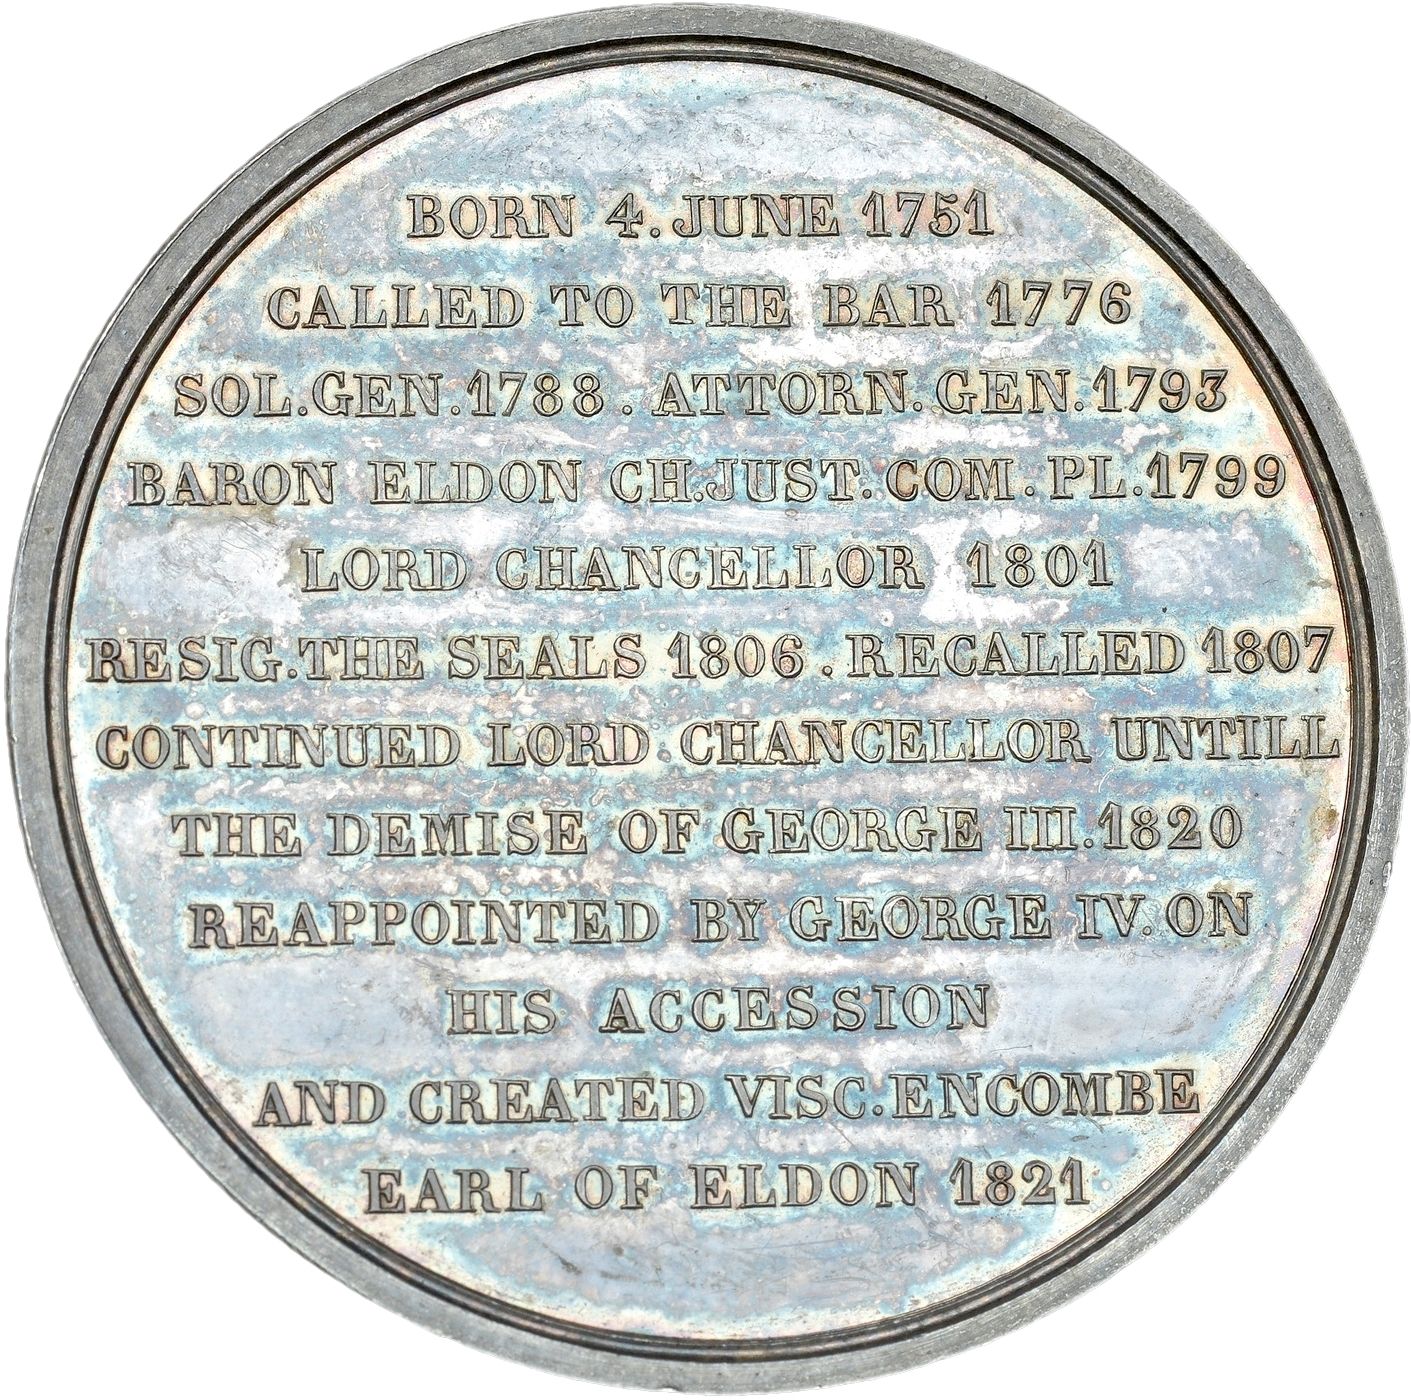 BORN 4. JUNE 1751
CALLED TO THE BAR 1776
SOL. GEN. 1788. ATTORN. GEN. 1793
BARON ELDON CH. JUST. COM. PL. 1799
LORD CHANCELLOR 1801
RESIG. THE SEALS 1806. RECALLED 1807
CONTINUED LORD CHANCELLOR UNTILL
THE DEMISE OF GEORGE III. 1820
REAPPOINTED BY GEORGE IV. ON
HIS ACCESSION
AND CREATED VISC. ENCOMBE
EARL OF ELDON 1821